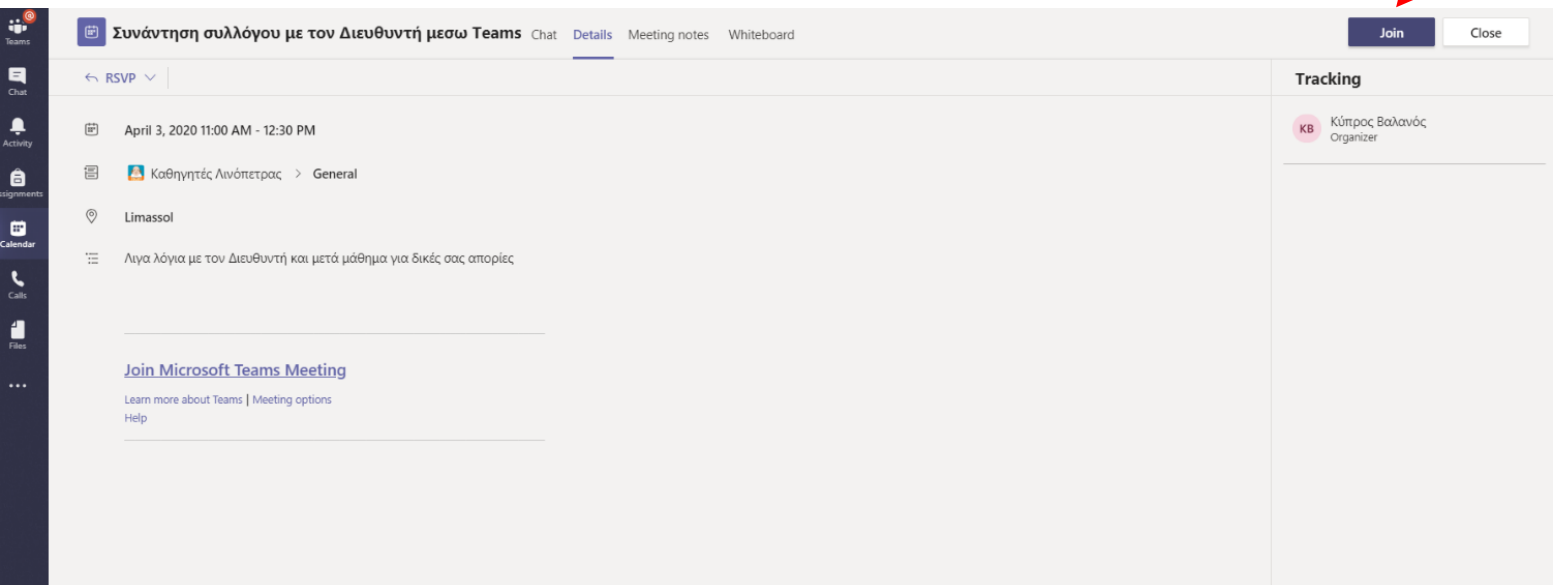 Teams
Chat
Activity
ssignments
Calendar
Calls
Files
Συνάντηση συλλόγου με τον Διευθυντή μεσω Teams Chat Details Meeting notes Whiteboard
Join Close
RSVP
Tracking
April 3, 2020 11:00 AM - 12:30 PM
Καθηγητές Λινόπετρας > General
Limassol
Λιγα λόγια με τον Διευθυντή και μετά μάθημα για δικές σας απορίες
Join Microsoft Teams Meeting
Learn more about Teams | Meeting options
Help
KB Κύπρος Βαλανός
Organizer